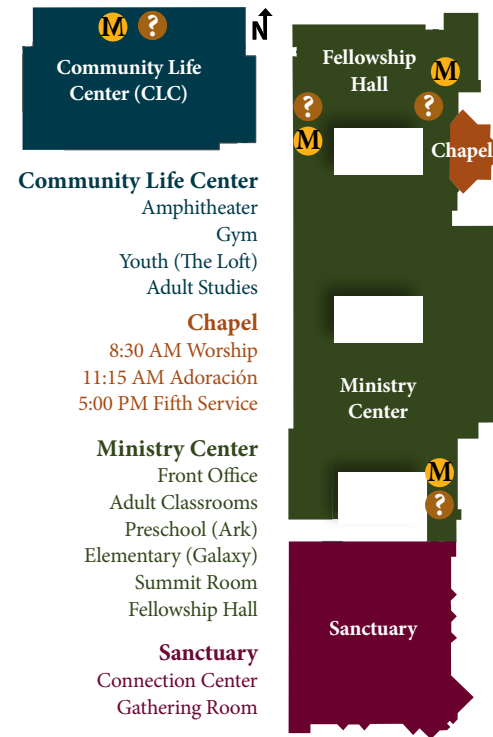 M ?
N
Community Life
Center (CLC)
Fellowship
Hall
M
? ?
M
Chapel
Community Life Center
Amphitheater
Gym
Youth (The Loft)
Adult Studies
Chapel
8:30 AM Worship
11:15 AM Adoración
5:00 PM Fifth Service
Ministry
Center
Ministry Center
Front Office
Adult Classrooms
Preschool (Ark)
Elementary (Galaxy)
Summit Room
Fellowship Hall
M
?
Sanctuary
Connection Center
Gathering Room
Sanctuary